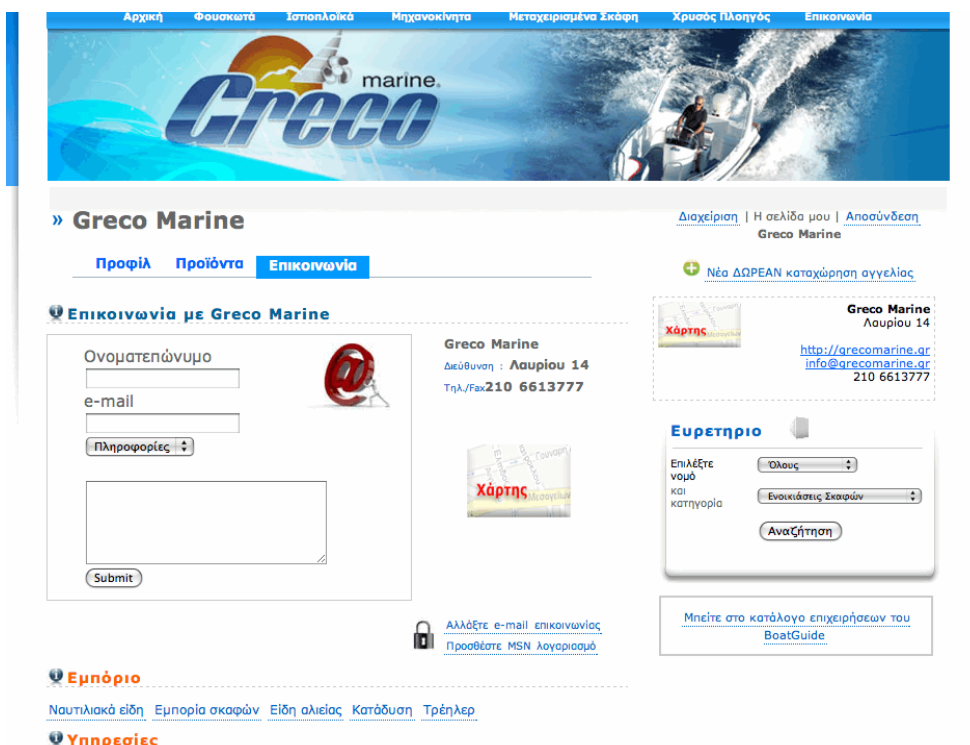 Αρχική Φουσκωτά Ιστιοπλοϊκά Μηχανοκίνητα Μεταχειρισμένα Σκάφη Χρυσός Πλοηγός Επικοινωνία
Greco marine.
» Greco Marine
Διαχείριση | Η σελίδα μου | Αποσύνδεση
Greco Marine
Προφίλ Προϊόντα Επικοινωνία
Νέα ΔΩΡΕΑΝ καταχώρηση αγγελίας
Επικοινωνία με Greco Marine
Ονοματεπώνυμο
e-mail
Πληροφορίες
Submit
Greco Marine
Διεύθυνση : Λαυρίου 14
Τηλ./Fax210 6613777
Χάρτης
Χάρτης
Greco Marine
Λαυρίου 14
http://grecomarine.gr
info@grecomarine.gr
210 6613777
Ευρετηριο
Επιλέξτε νομό
Όλους
και κατηγορία
Ενοικιάσεις Σκαφών
Αναζήτηση
Μπείτε στο κατάλογο επιχειρήσεων του
BoatGuide
Αλλάξτε e-mail επικοινωνίας
Προσθέστε MSN λογαριασμό
Εμπόριο
Ναυτιλιακά είδη Εμπορία σκαφών Είδη αλιείας Κατάδυση Τρέηλερ
Υπηρεσίες